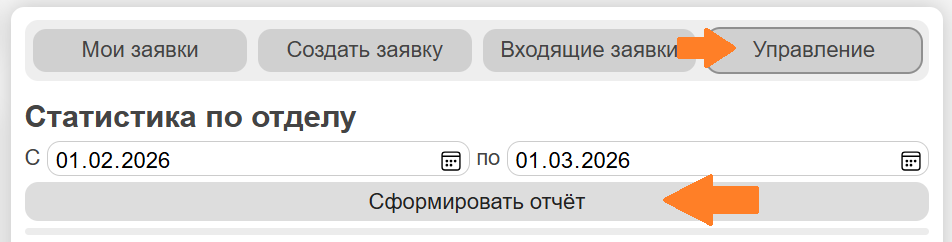 Мои заявки Создать заявку Входящие заявки Управление
Статистика по отделу
С 01.02.2026 по 01.03.2026
Сформировать отчёт